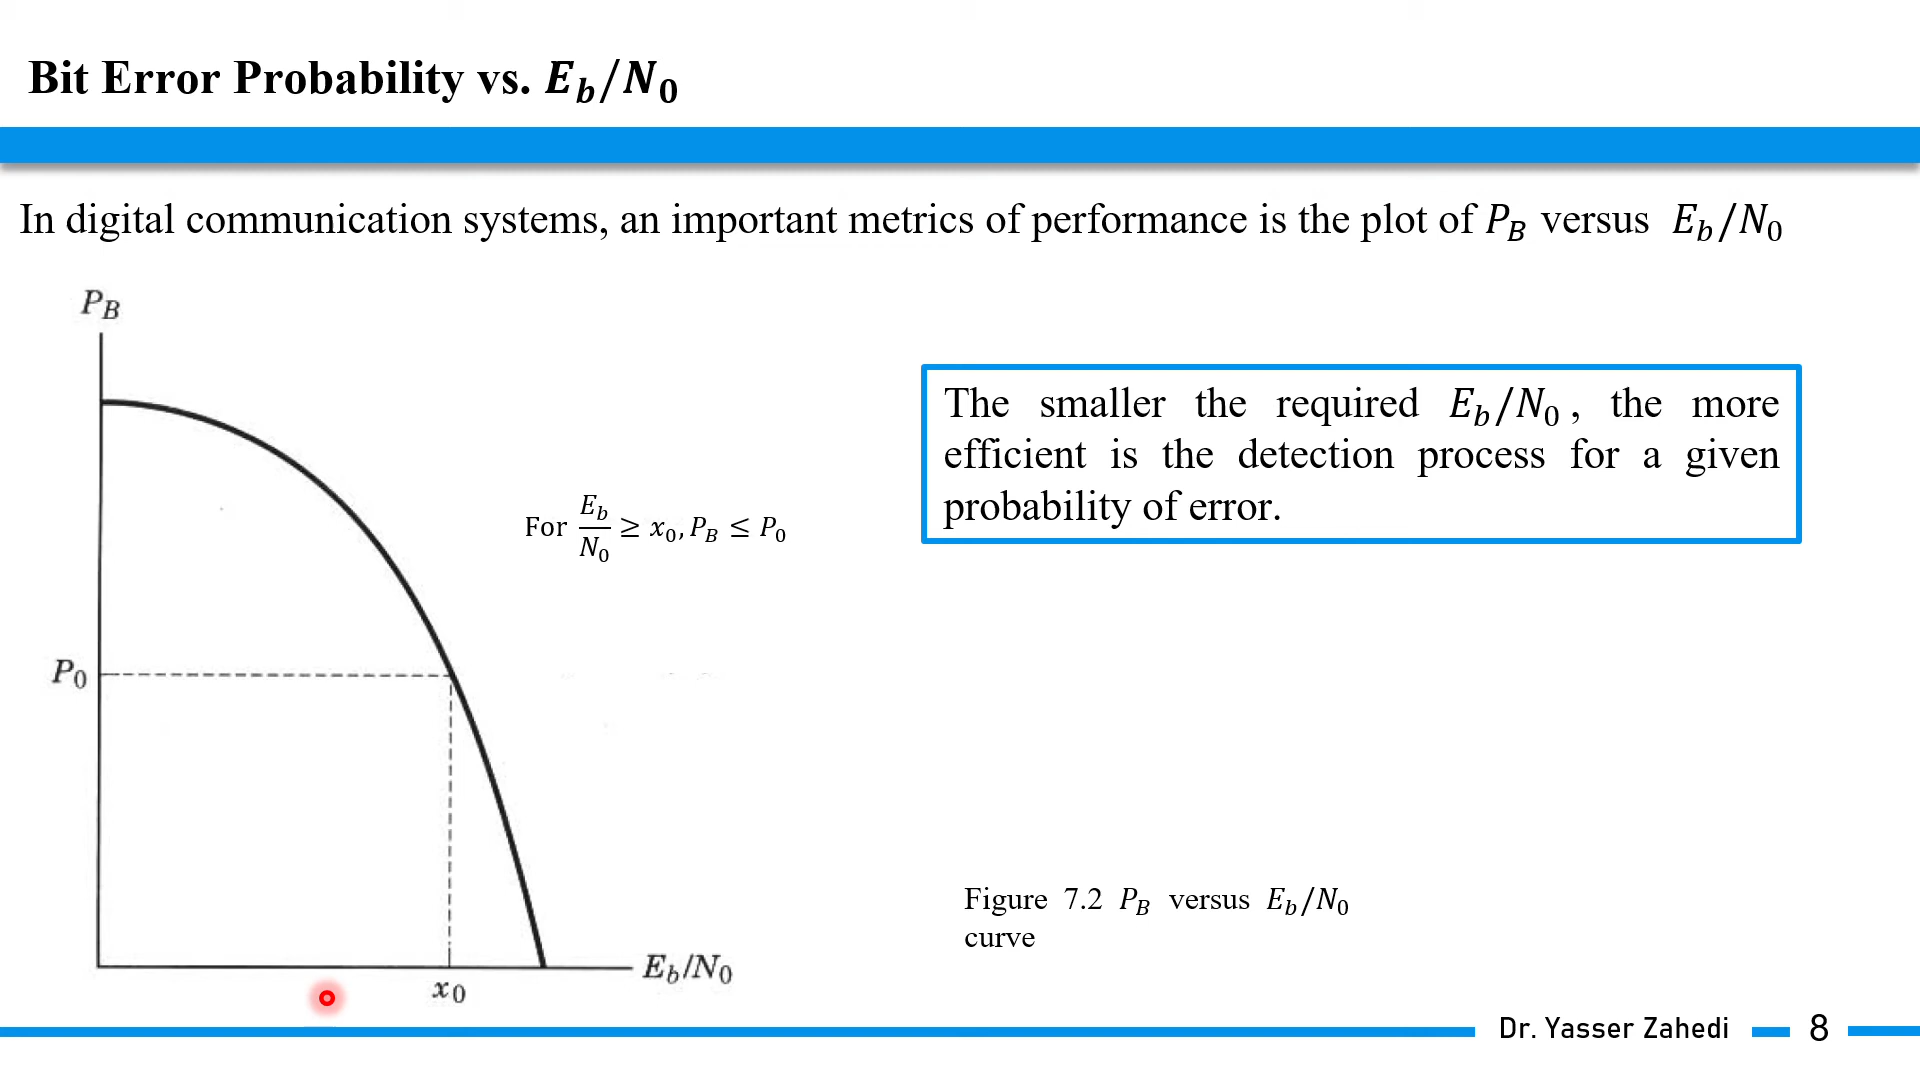 Bit Error Probability vs. E_b/N_0
In digital communication systems, an important metrics of performance is the plot of P_B versus E_b/N_0
P_B
The smaller the required E_b/N_0 , the more
efficient is the detection process for a given
probability of error.
For E_b/N_0 ≥ x_0, P_B ≤ P_0
P_0
Figure 7.2 P_B versus E_b/N_0
curve
E_b/N_0
x_0
Dr. Yasser Zahedi
8